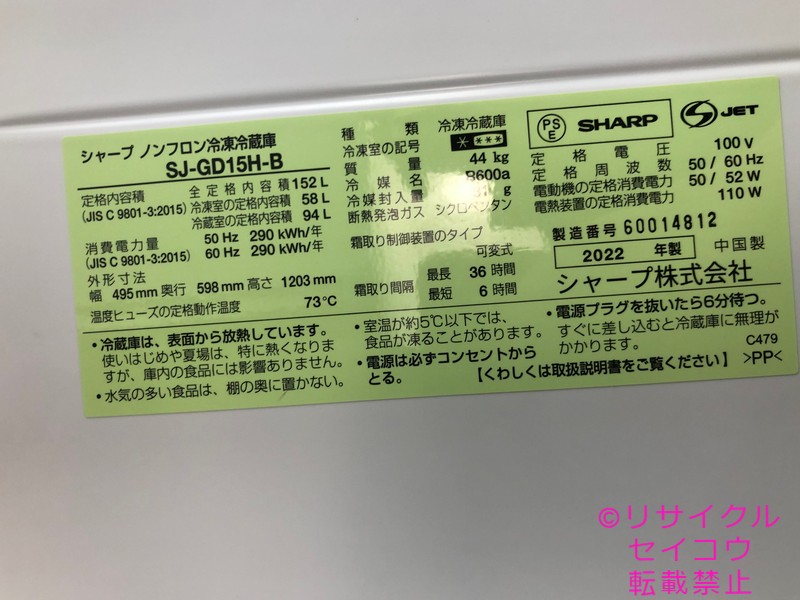 シャープ ノンフロン冷凍冷蔵庫
SJ-GD15H-B
定格内容積
(JIS C 9801-3:2015)
全定格内容積 152 L
冷凍室の定格内容積 58 L
冷蔵室の定格内容積 94 L
消費電力量
(JIS C 9801-3:2015)
50 Hz 290 kWh/年
60 Hz 290 kWh/年
外形寸法
幅 495 mm 奥行 598 mm 高さ 1203 mm
温度ヒューズの定格動作温度 73℃
種類 冷凍冷蔵庫
冷凍室の記号 * ***
質量 44 kg
冷媒名 R600a
冷媒封入量 g
断熱発泡ガス シクロペンタン
霜取り制御装置のタイプ
可変式
霜取り間隔
最長 36 時間
最短 6 時間
PS
E
SHARP
JET
定格電圧 100 V
定格周波数 50 / 60 Hz
電動機の定格消費電力 50 / 52 W
電熱装置の定格消費電力 110 W
製造番号 60014812
2022 年製 中国製
シャープ株式会社
・冷蔵庫は、表面から放熱しています。
使いはじめや夏場は、特に熱くなりま
すが、庫内の食品には影響ありません。
・水気の多い食品は、棚の奥に置かない。
・室温が約5℃以下では、
食品が凍ることがあります。
・電源は必ずコンセントから
とる。
・電源プラグを抜いたら6分待つ。
すぐに差し込むと冷蔵庫に無理が
かかります。
【くわしくは取扱説明書をご覧ください】
C479
>PP<
©リサイクル
セイコウ
転載禁止